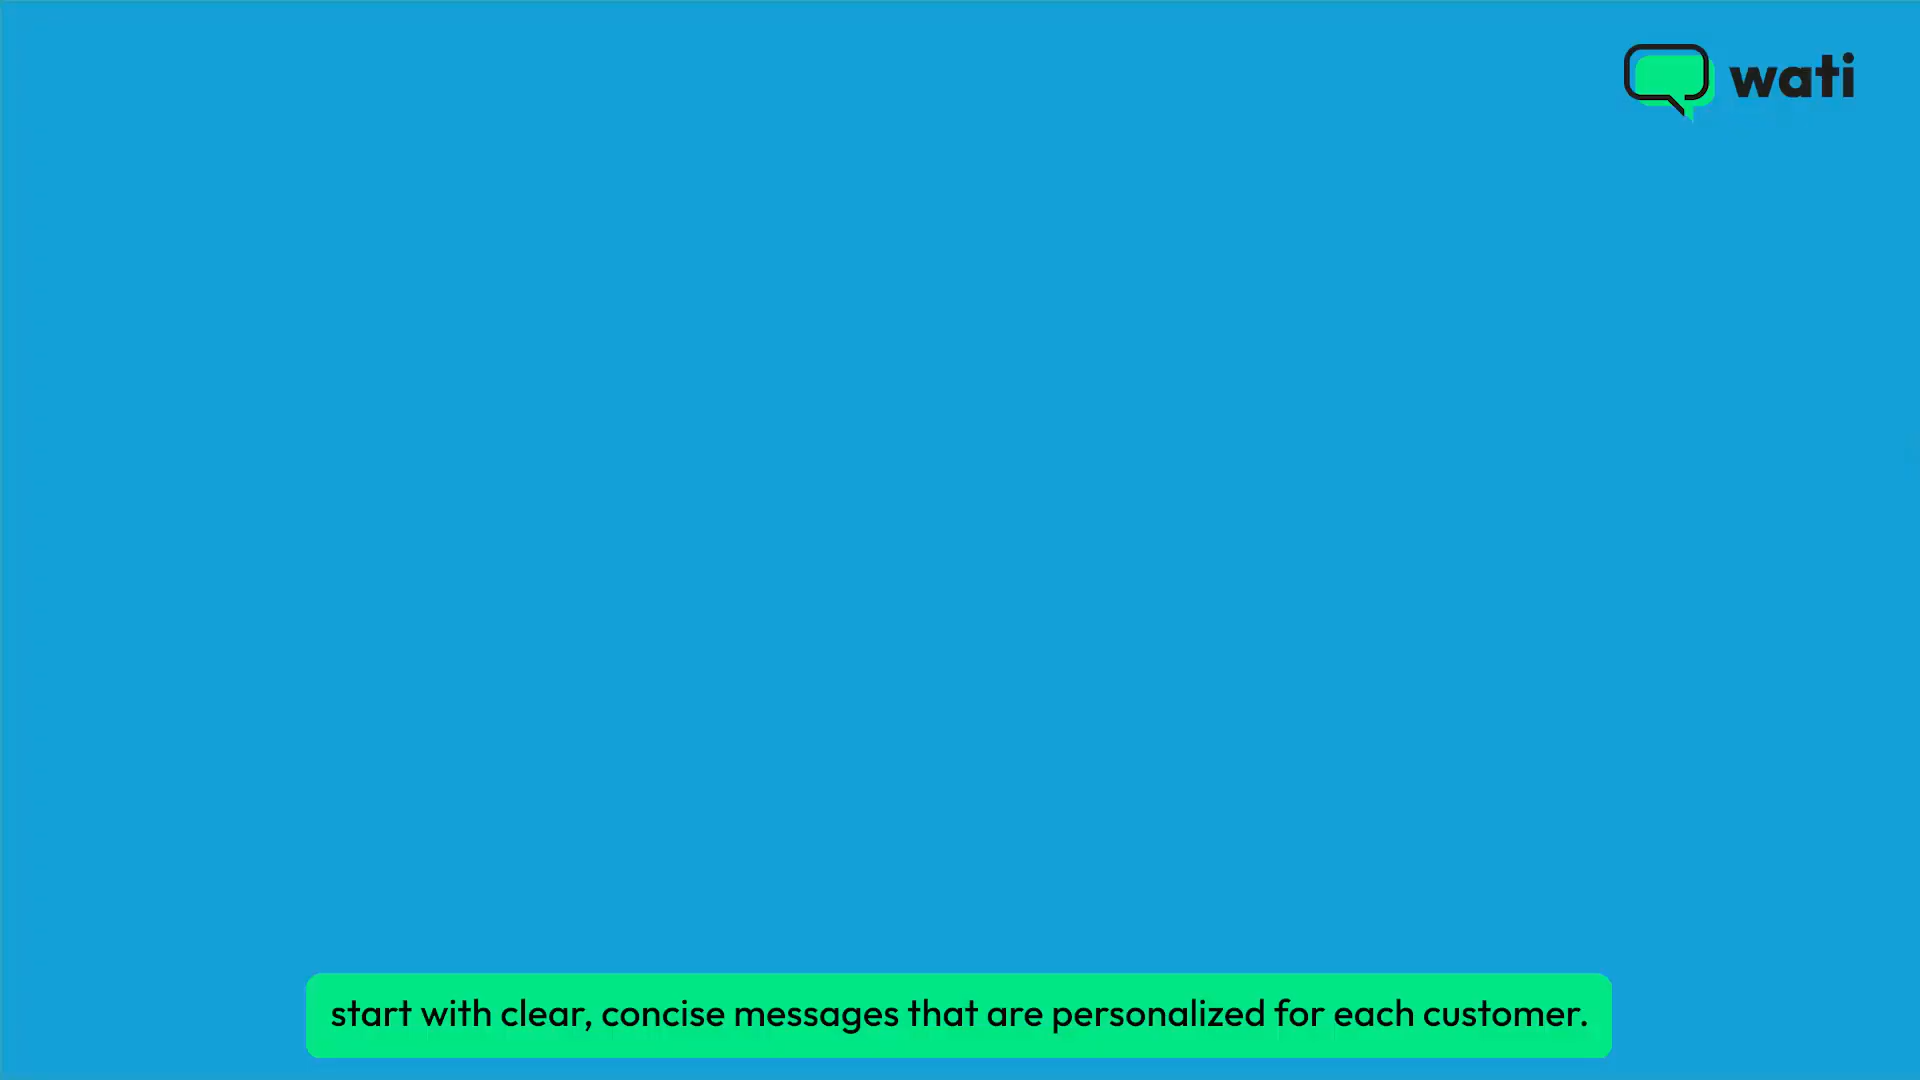 wati
start with clear, concise messages that are personalized for each customer.